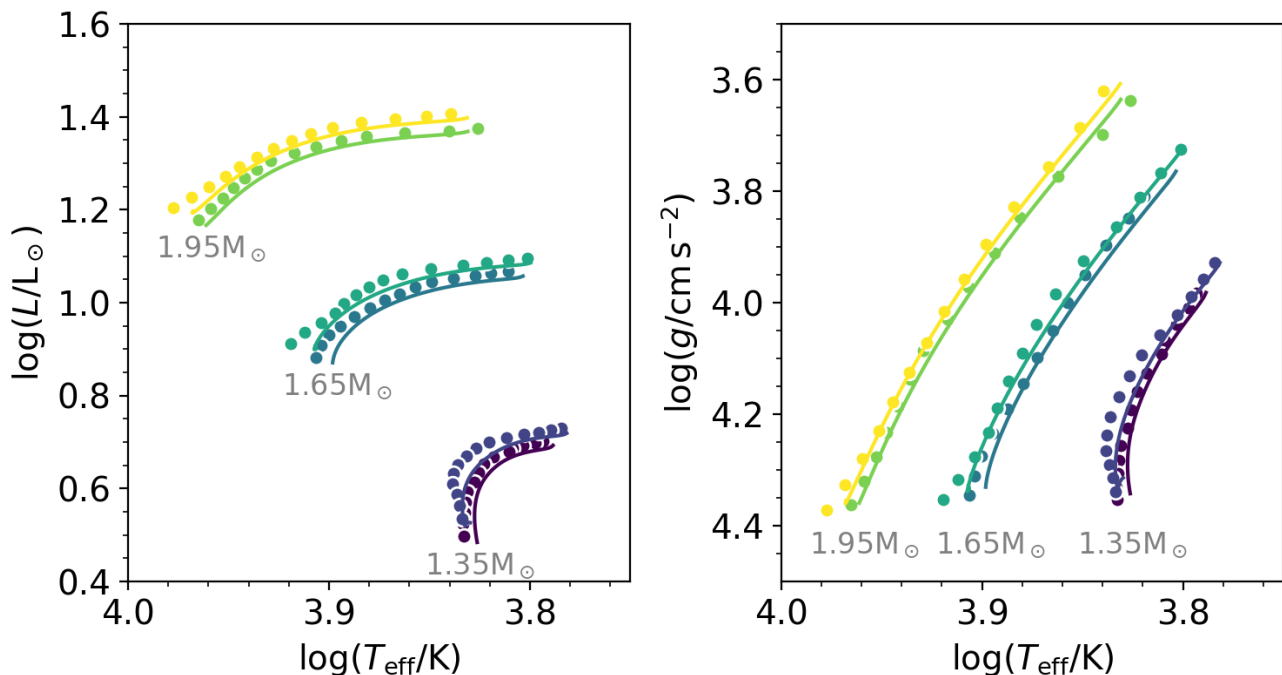 1.6
1.4
1.2
1.0
0.8
0.6
0.4
log(L/L⊙)
1.95M⊙
1.65M⊙
1.35M⊙
4.0
3.9
3.8
log(Teff/K)
3.6
3.8
4.0
4.2
4.4
log(g/cm s−2)
1.95M⊙
1.65M⊙
1.35M⊙
4.0
3.9
3.8
log(Teff/K)